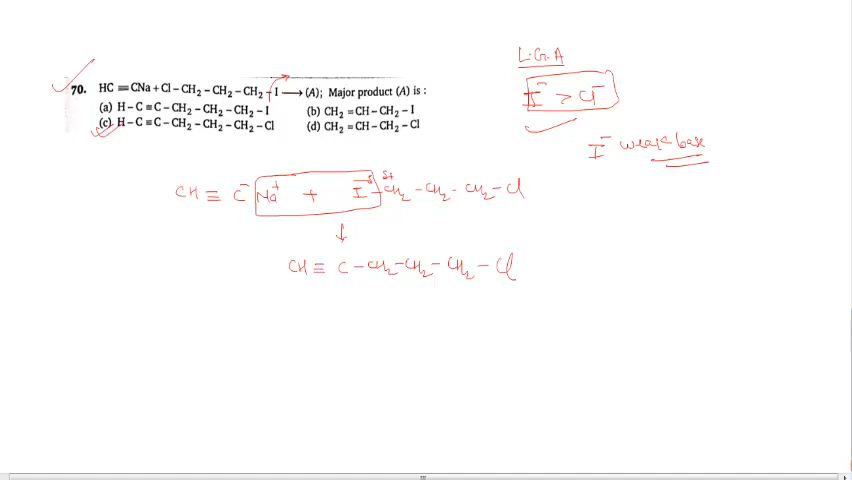 L.G.A
70. HC ≡CNa + Cl – CH2 – CH2 – CH2 – I ⟶ (A); Major product (A) is :
(a) H – C ≡ C – CH2 – CH2 – CH2 – I (b) CH2 = CH – CH2 – I
(c) H – C ≡ C – CH2 – CH2 – CH2 – Cl (d) CH2 = CH – CH2 – Cl
I⁻ > Cl⁻
I⁻ weak base
CH ≡ C⁻ Na⁺ + I^δ- – CH2^δ+ – CH2 – CH2 – Cl
↓
CH ≡ C – CH2 – CH2 – CH2 – Cl